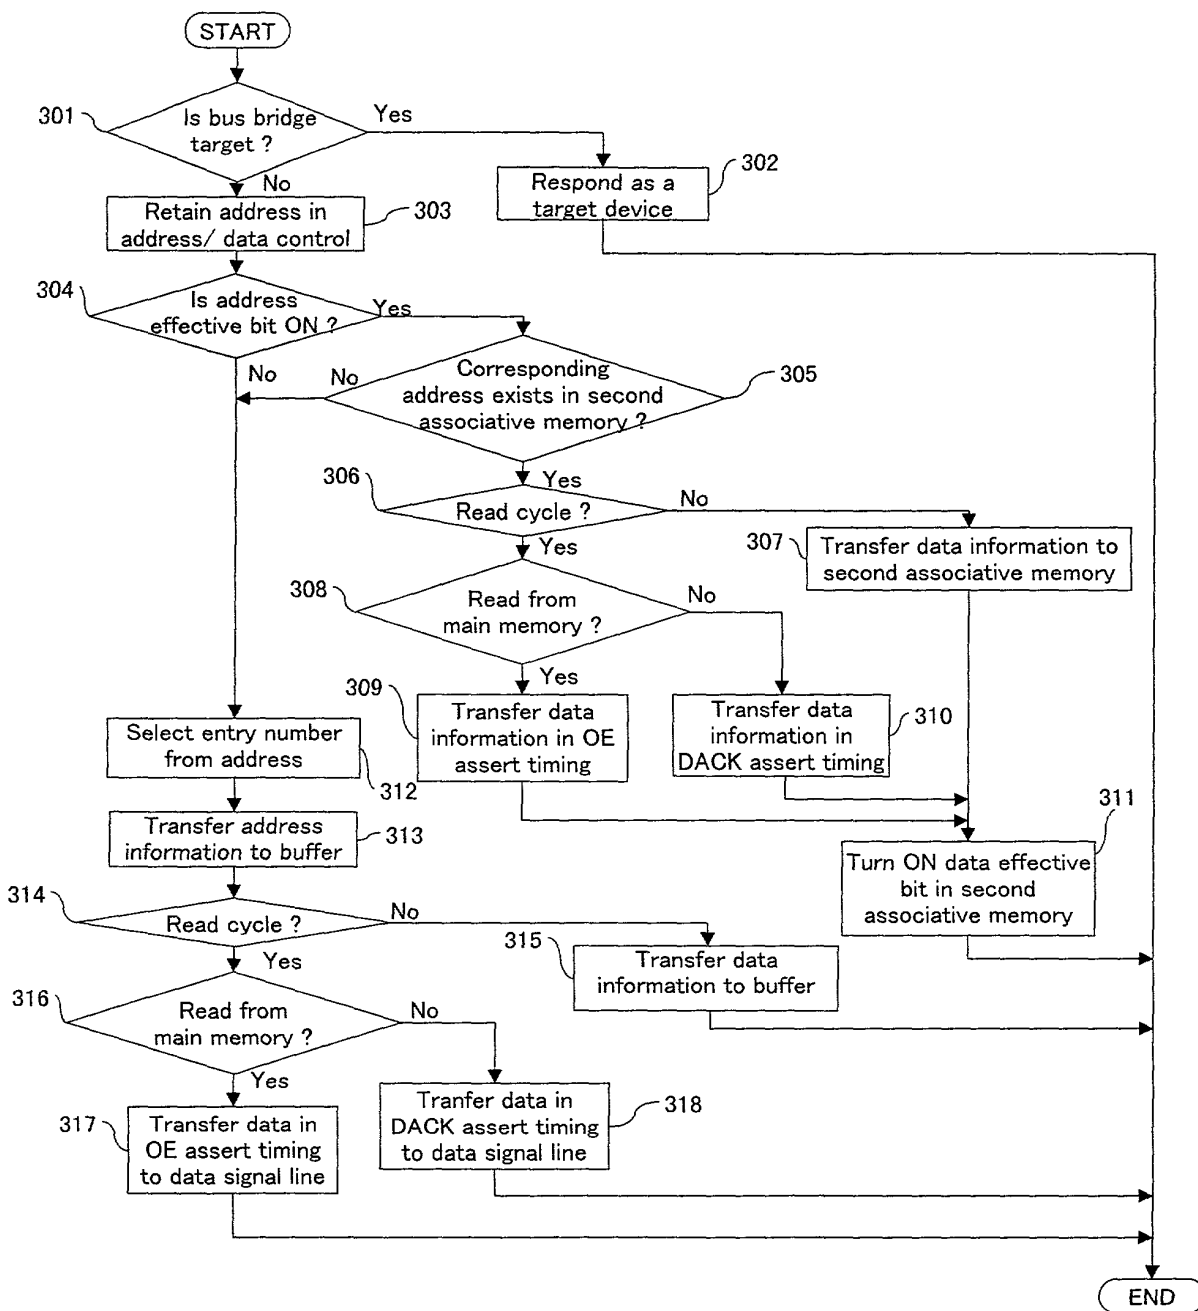 START
301
Is bus bridge
target ?
Yes
No
302
Respond as a
target device
Retain address in
address/ data control
303
304
Is address
effective bit ON ?
Yes
No
No
Corresponding
address exists in second
associative memory ?
305
Yes
306
Read cycle ?
No
Yes
307
Transfer data information to
second associative memory
308
Read from
main memory ?
No
Yes
309
Transfer data
information in OE
assert timing
Transfer data
information in
DACK assert timing
310
Select entry number
from address
312
311
Transfer address
information to buffer
313
Turn ON data effective
bit in second
associative memory
314
Read cycle ?
No
Yes
315
Transfer data
information to buffer
316
Read from
main memory ?
No
Yes
317
Transfer data in
OE assert timing
to data signal line
Tranfer data in
DACK assert timing
to data signal line
318
END